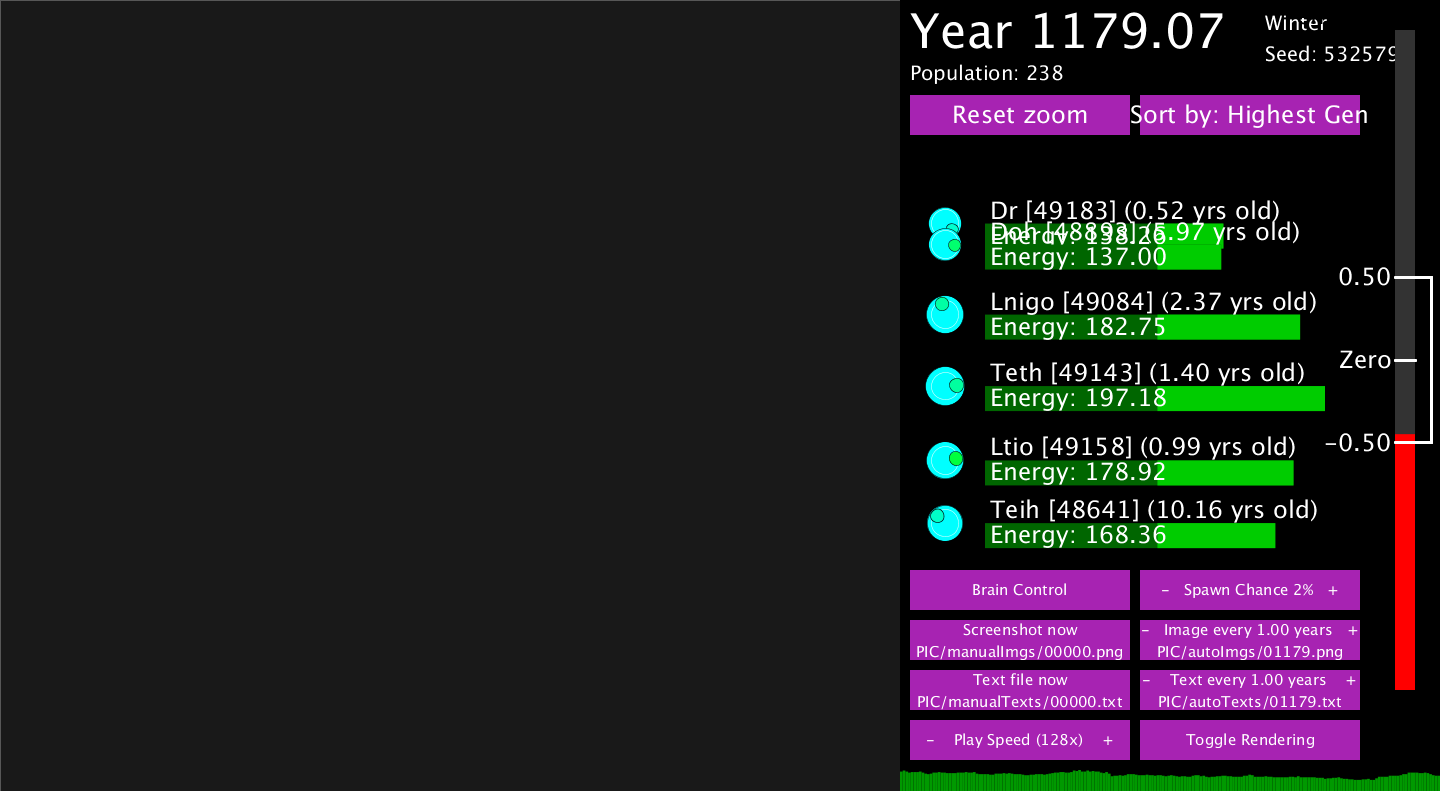 Year 1179.07
Winter
Seed: 532579
Population: 238
Reset zoom
Sort by: Highest Gen
Dr [49183] (0.52 yrs old)
Energy: 138.26
Doh [48893] (5.97 yrs old)
Energy: 137.00
Lnigo [49084] (2.37 yrs old)
Energy: 182.75
Teth [49143] (1.40 yrs old)
Energy: 197.18
Ltio [49158] (0.99 yrs old)
Energy: 178.92
Teih [48641] (10.16 yrs old)
Energy: 168.36
0.50
Zero
−0.50
Brain Control
– Spawn Chance 2% +
Screenshot now
PIC/manualImgs/00000.png
– Image every 1.00 years +
PIC/autoImgs/01179.png
Text file now
PIC/manualTexts/00000.txt
– Text every 1.00 years +
PIC/autoTexts/01179.txt
– Play Speed (128x) +
Toggle Rendering